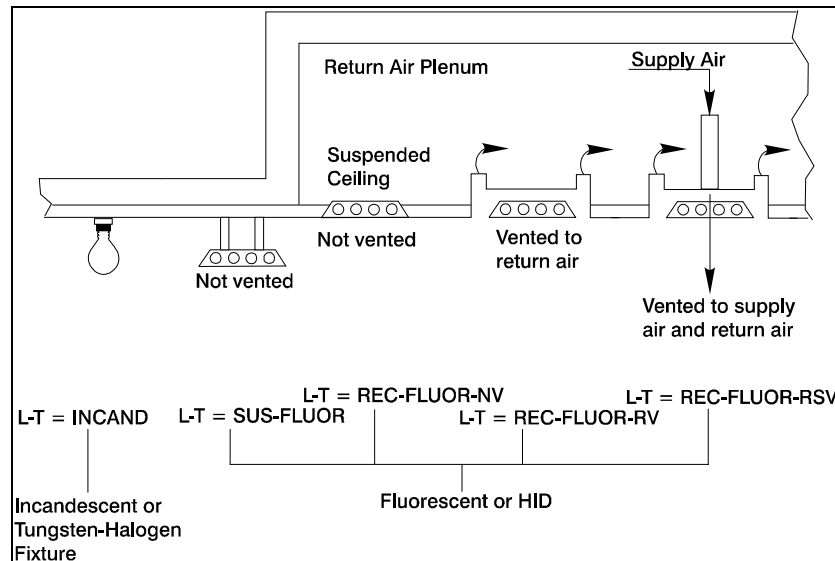 Return Air Plenum
Supply Air
Suspended
Ceiling
Not vented
Vented to
return air
Not vented
Vented to supply
air and return air
L-T = INCAND
L-T = SUS-FLUOR
L-T = REC-FLUOR-NV
L-T = REC-FLUOR-RV
L-T = REC-FLUOR-RSV
Incandescent or
Tungsten-Halogen
Fixture
Fluorescent or HID